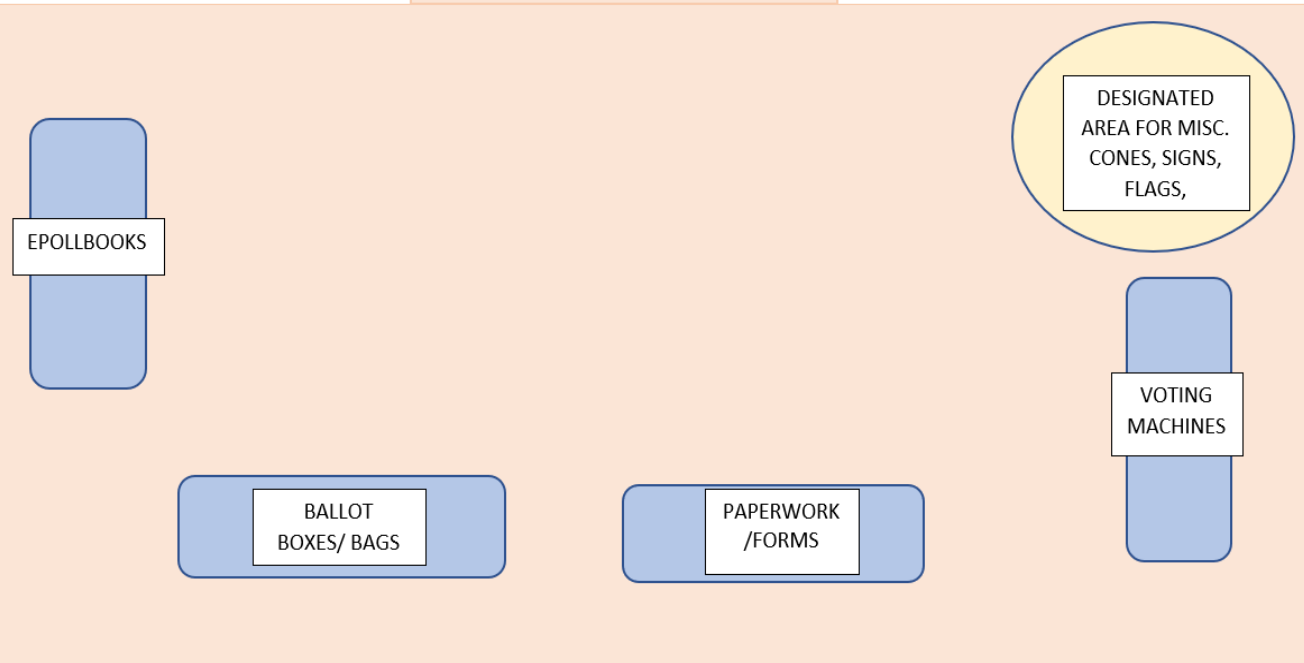 DESIGNATED
AREA FOR MISC.
CONES, SIGNS,
FLAGS,
EPOLLBOOKS
VOTING
MACHINES
BALLOT
BOXES/ BAGS
PAPERWORK
/FORMS